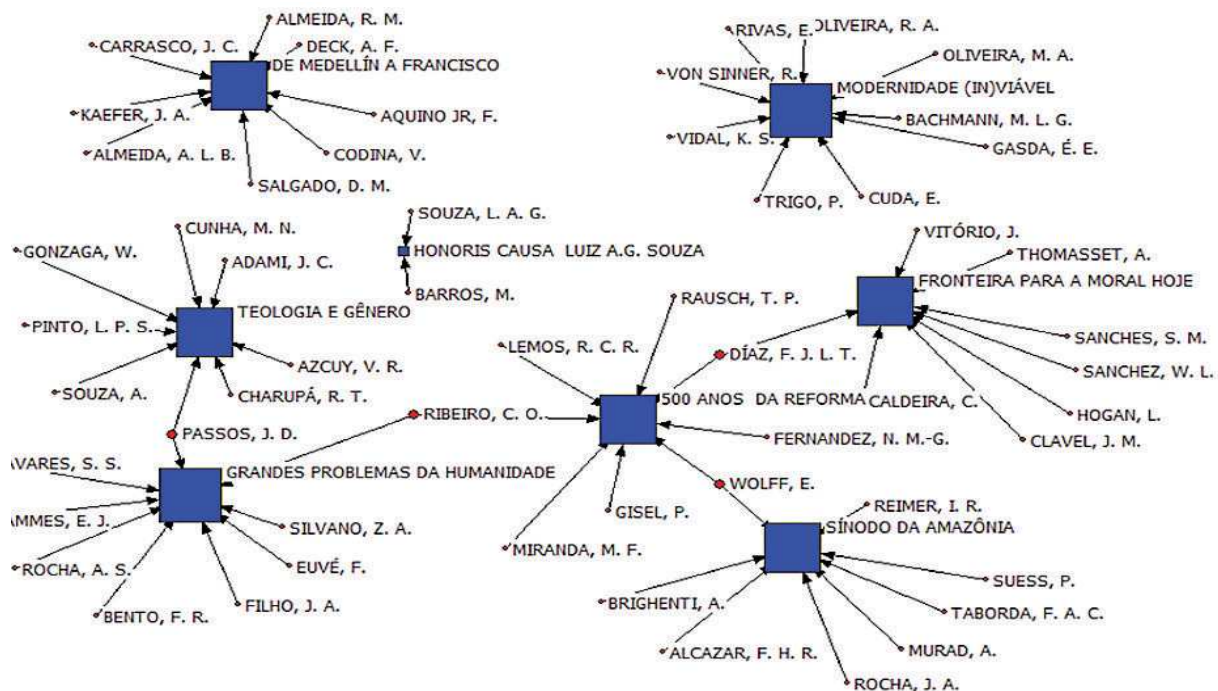 ALMEIDA, R. M.
CARRASCO, J. C.
DECK, A. F.
DE MEDELLÍN A FRANCISCO
KAEFER, J. A.
AQUINO JR, F.
ALMEIDA, A. L. B.
CODINA, V.
SALGADO, D. M.
RIVAS, E.
OLIVEIRA, R. A.
OLIVEIRA, M. A.
VON SINNER, R.
MODERNIDADE (IN)VIÁVEL
BACHMANN, M. L. G.
VIDAL, K. S.
GASDA, É. E.
TRIGO, P.
CUDA, E.
SOUZA, L. A. G.
HONORIS CAUSA LUIZ A.G. SOUZA
BARROS, M.
CUNHA, M. N.
GONZAGA, W.
ADAMI, J. C.
TEOLOGIA E GÊNERO
PINTO, L. P. S.
AZCUY, V. R.
SOUZA, A.
CHARUPÁ, R. T.
PASSOS, J. D.
VITÓRIO, J.
THOMASSET, A.
FRONTEIRA PARA A MORAL HOJE
RAUSCH, T. P.
SANCHES, S. M.
LEMOS, R. C. R.
DÍAZ, F. J. L. T.
SANCHEZ, W. L.
500 ANOS DA REFORMA
CALDEIRA, C.
HOGAN, L.
RIBEIRO, C. O.
FERNANDEZ, N. M.-G.
CLAVEL, J. M.
AVARES, S. S.
GRANDES PROBLEMAS DA HUMANIDADE
WOLFF, E.
GISEL, P.
AMMES, E. J.
SILVANO, Z. A.
REIMER, I. R.
SÍNODO DA AMAZÔNIA
MIRANDA, M. F.
ROCHA, A. S.
EUVÉ, F.
SUESS, P.
BENTO, F. R.
FILHO, J. A.
BRIGHENTI, A.
TABORDA, F. A. C.
ALCAZAR, F. H. R.
MURAD, A.
ROCHA, J. A.